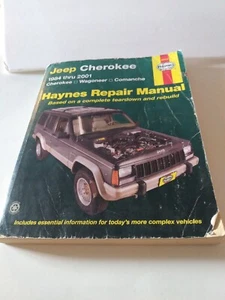 Jeep Cherokee
1984 thru 2001
Cherokee □ Wagoneer □ Comanche
Haynes
Haynes Repair Manual
Based on a complete teardown and rebuild
Includes essential information for today's more complex vehicles